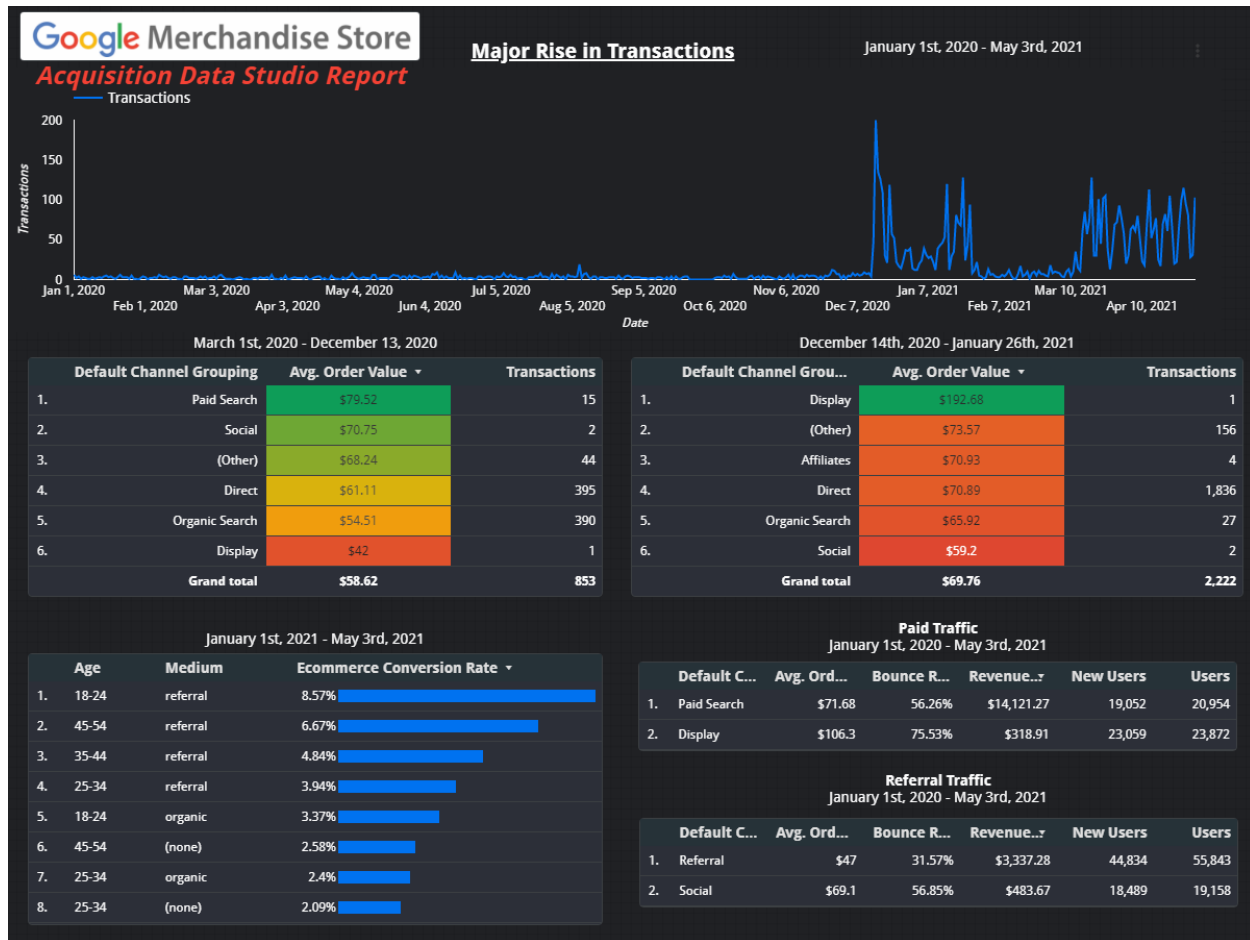 Google Merchandise Store
Acquisition Data Studio Report
Major Rise in Transactions
January 1st, 2020 - May 3rd, 2021
Transactions
200
150
100
50
0
Transactions
Jan 1, 2020 Mar 3, 2020 May 4, 2020 Jul 5, 2020 Sep 5, 2020 Nov 6, 2020 Jan 7, 2021 Mar 10, 2021
Feb 1, 2020 Apr 3, 2020 Jun 4, 2020 Aug 5, 2020 Oct 6, 2020 Dec 7, 2020 Feb 7, 2021 Apr 10, 2021
Date
March 1st, 2020 - December 13, 2020
Default Channel Grouping Avg. Order Value Transactions
1. Paid Search $79.52 15
2. Social $70.75 2
3. (Other) $68.24 44
4. Direct $61.11 395
5. Organic Search $54.51 390
6. Display $42 1
Grand total $58.62 853
December 14th, 2020 - January 26th, 2021
Default Channel Grou... Avg. Order Value Transactions
1. Display $192.68 1
2. (Other) $73.57 156
3. Affiliates $70.93 4
4. Direct $70.89 1,836
5. Organic Search $65.92 27
6. Social $59.2 2
Grand total $69.76 2,222
January 1st, 2021 - May 3rd, 2021
Age Medium Ecommerce Conversion Rate
1. 18-24 referral 8.57%
2. 45-54 referral 6.67%
3. 35-44 referral 4.84%
4. 25-34 referral 3.94%
5. 18-24 organic 3.37%
6. 45-54 (none) 2.58%
7. 25-34 organic 2.4%
8. 25-34 (none) 2.09%
Paid Traffic
January 1st, 2020 - May 3rd, 2021
Default C... Avg. Ord... Bounce R... Revenue... New Users Users
1. Paid Search $71.68 56.26% $14,121.27 19,052 20,954
2. Display $106.3 75.53% $318.91 23,059 23,872
Referral Traffic
January 1st, 2020 - May 3rd, 2021
Default C... Avg. Ord... Bounce R... Revenue... New Users Users
1. Referral $47 31.57% $3,337.28 44,834 55,843
2. Social $69.1 56.85% $483.67 18,489 19,158